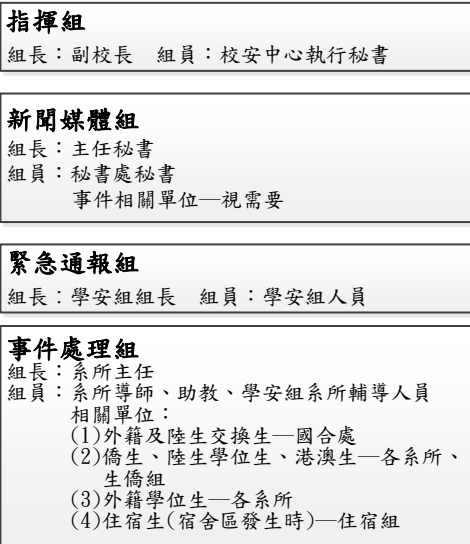 指揮組
組長：副校長　組員：校安中心執行秘書
新聞媒體組
組長：主任秘書
組員：秘書處秘書
事件相關單位—視需要
緊急通報組
組長：學安組組長　組員：學安組人員
事件處理組
組長：系所主任
組員：系所導師、助教、學安組系所輔導人員
相關單位：
(1)外籍及陸生交換生—國合處
(2)僑生、陸生學位生、港澳生—各系所、
生僑組
(3)外籍學位生—各系所
(4)住宿生(宿舍區發生時)—住宿組